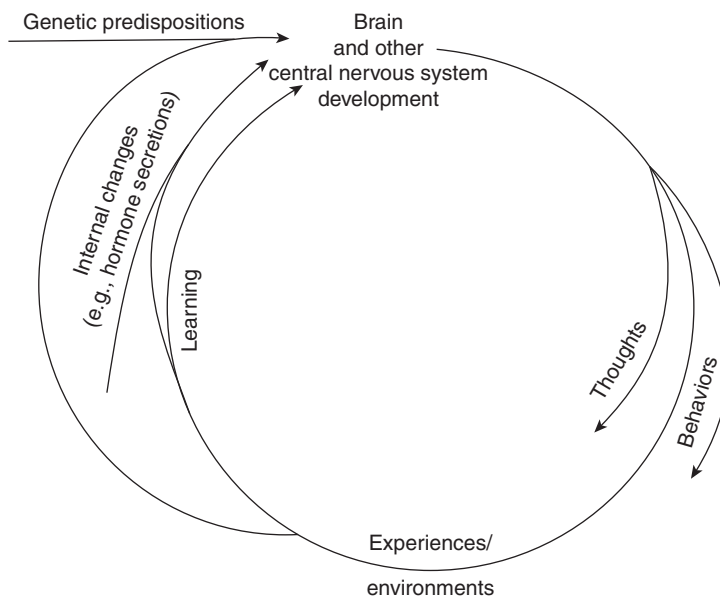 Genetic predispositions
Brain
and other
central nervous system
development
Internal changes
(e.g., hormone secretions)
Learning
Thoughts
Behaviors
Experiences/
environments